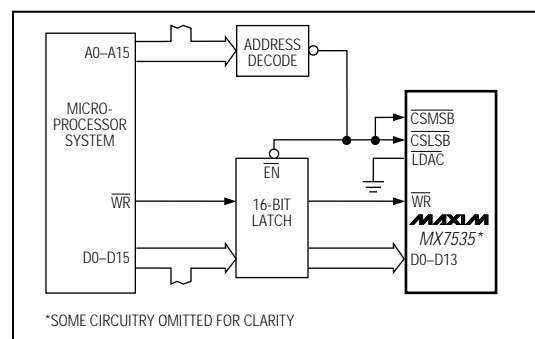 A0–A15
ADDRESS
DECODE
MICRO-
PROCESSOR
SYSTEM
CSMSB
CSLSB
LDAC
EN
WR
16-BIT
LATCH
WR
MAXIM
MX7535*
D0–D15
D0–D13
*SOME CIRCUITRY OMITTED FOR CLARITY